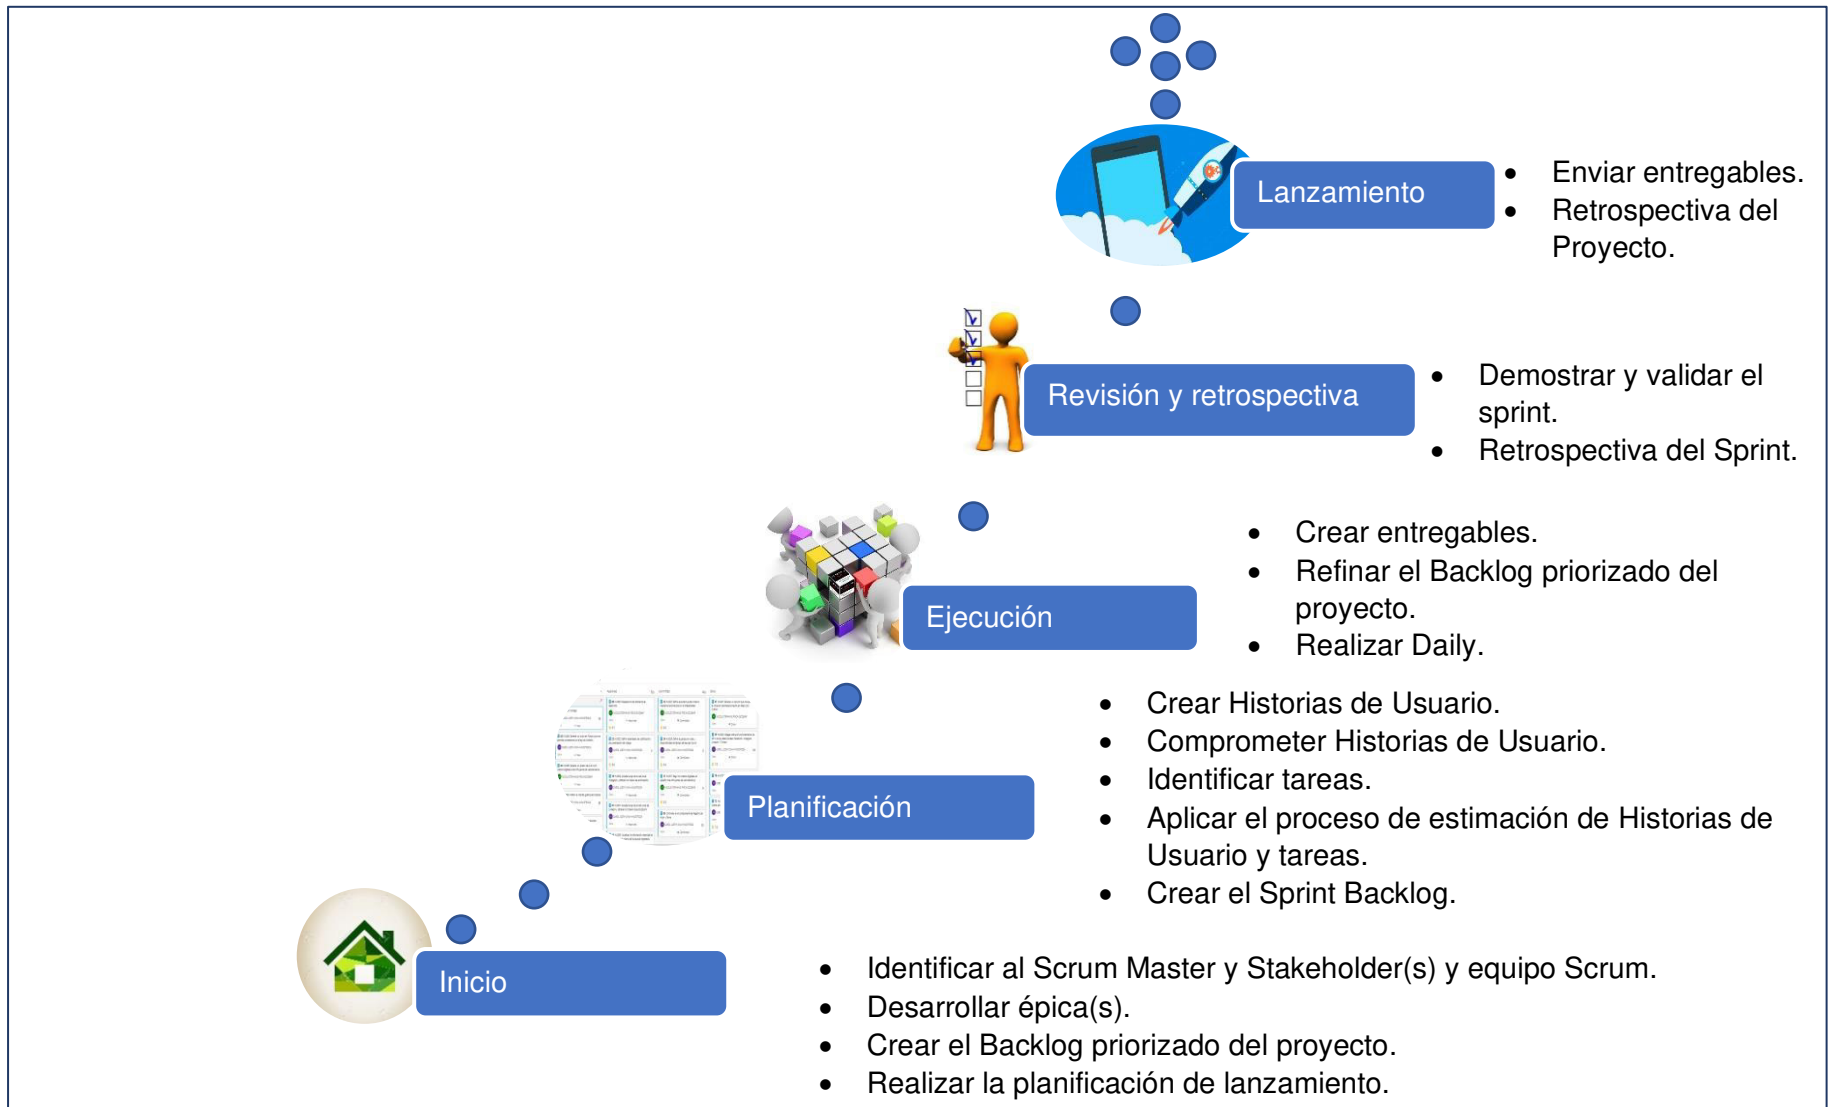 Lanzamiento
Enviar entregables.
Retrospectiva del
Proyecto.
Revisión y retrospectiva
Demostrar y validar el
sprint.
Retrospectiva del Sprint.
Ejecución
Crear entregables.
Refinar el Backlog priorizado del
proyecto.
Realizar Daily.
Planificación
Crear Historias de Usuario.
Comprometer Historias de Usuario.
Identificar tareas.
Aplicar el proceso de estimación de Historias de
Usuario y tareas.
Crear el Sprint Backlog.
Inicio
Identificar al Scrum Master y Stakeholder(s) y equipo Scrum.
Desarrollar épica(s).
Crear el Backlog priorizado del proyecto.
Realizar la planificación de lanzamiento.